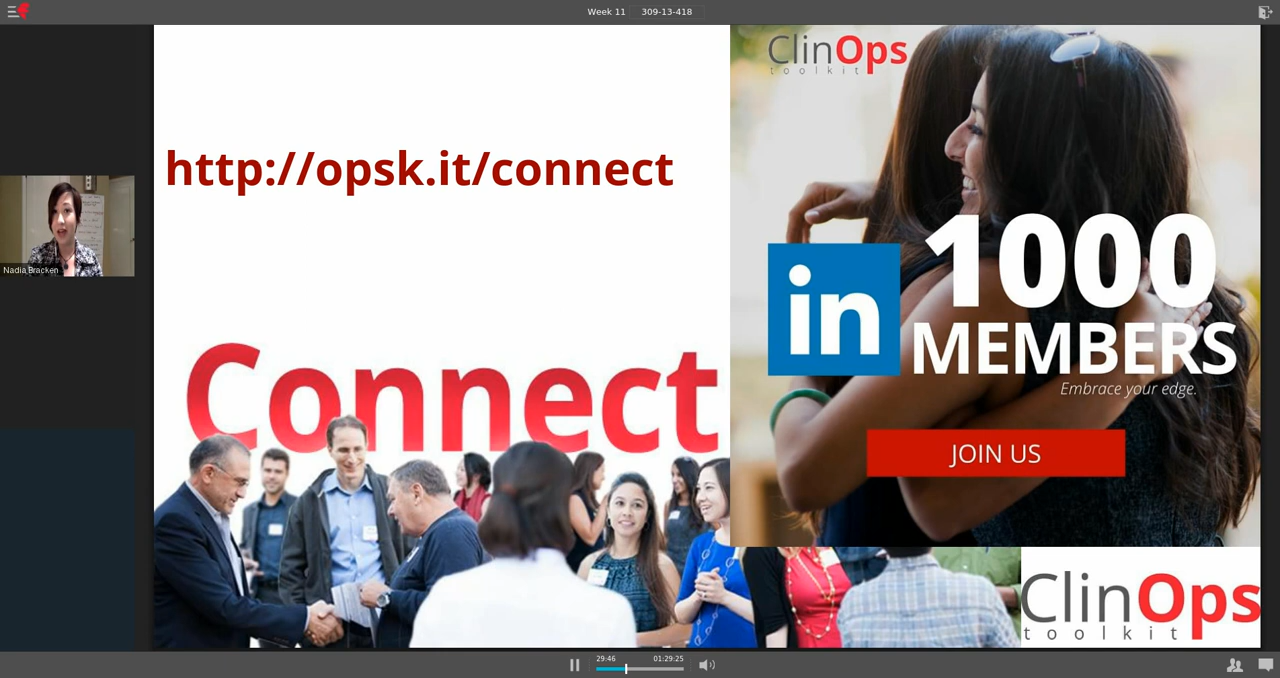 Week 11 309-13-418
ClinOps
toolkit
http://opsk.it/connect
1000
in
MEMBERS
Nadia Bracken
Embrace your edge.
Connect
JOIN US
ClinOps
toolkit
29:46 01:29:25